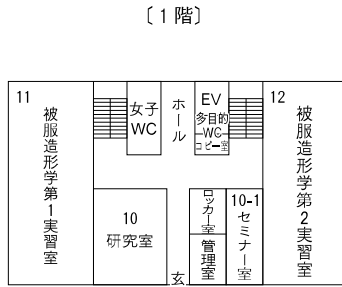 〔1階〕
11
被服造形学第1実習室
女子
WC
ホール
EV
多目的
WC
コピー室
12
被服造形学第2実習室
10
研究室
ロッカー室
管理室
10-1
セミナー室
玄